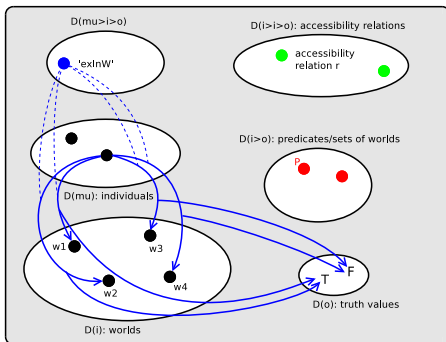 D(mu>i>o)
D(i>i>o): accessibility relations
'exInW'
accessibility
relation r
D(i>o): predicates/sets of worlds
P
D(mu): individuals
w1
w3
w2
w4
T
F
D(o): truth values
D(i): worlds